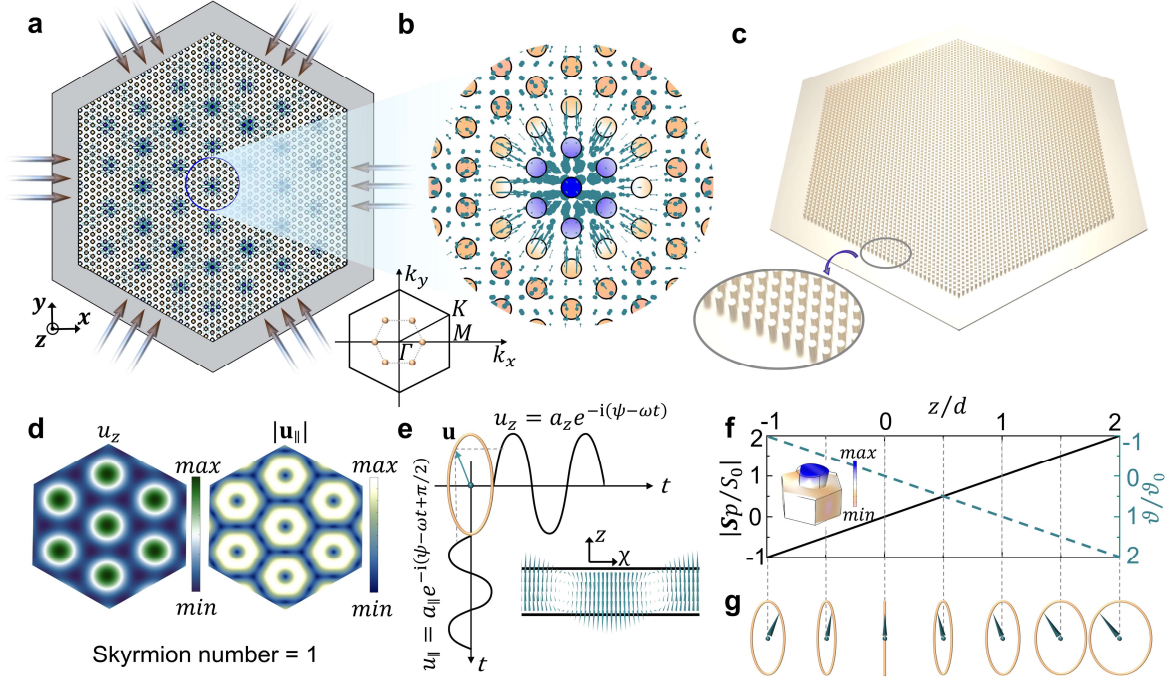 a
b
c
y
z
x
k_y
K
M
Γ
k_x
d
u_z
|u_∥|
max
min
max
min
Skyrmion number = 1
e
u
u_z = a_z e^{-i(ψ-ωt)}
t
u_∥ = a_∥ e^{-i(ψ-ωt+π/2)}
t
z
χ
f
z/d
-1 0 1 2
2
1
0
-1
|Sp/S_0|
max
min
-1
0
1
2
ϑ/ϑ_0
g